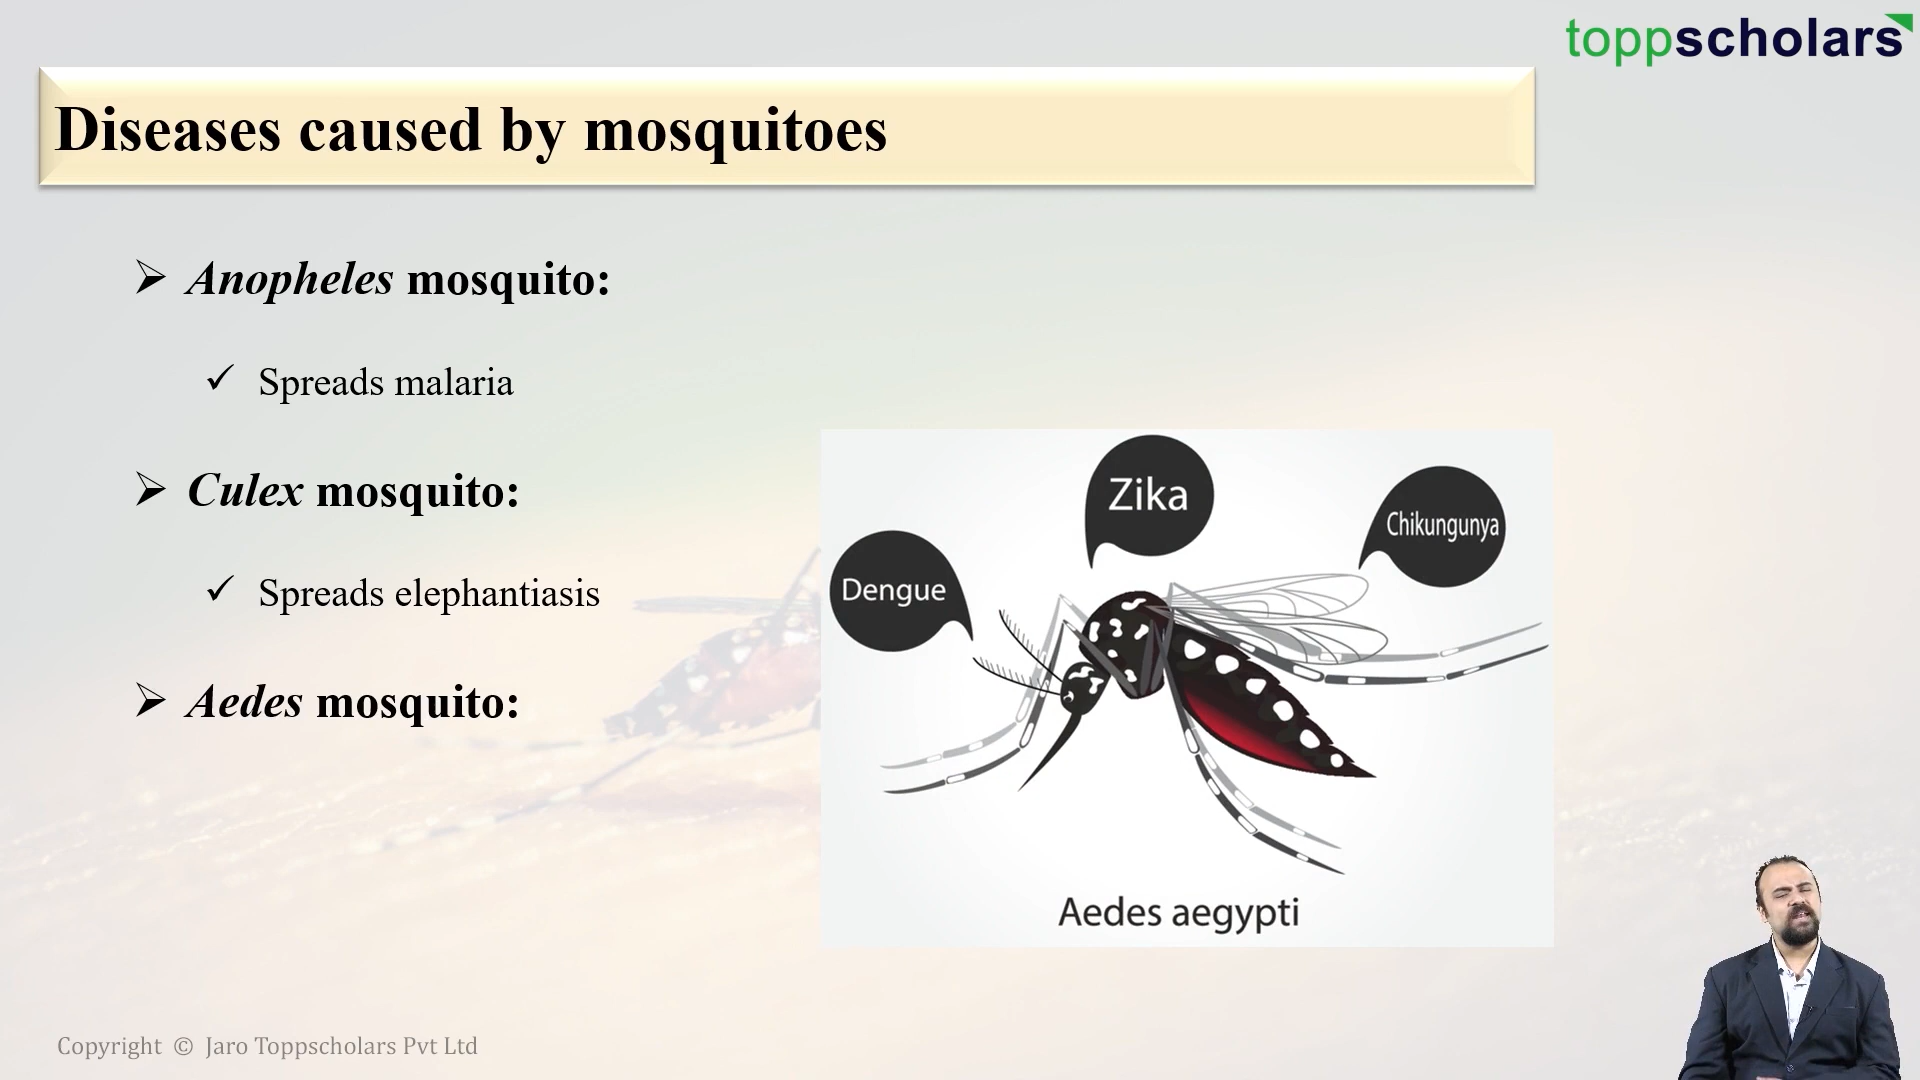 toppscholars
Diseases caused by mosquitoes
Anopheles mosquito:
Spreads malaria
Culex mosquito:
Spreads elephantiasis
Aedes mosquito:
Zika
Chikungunya
Dengue
Aedes aegypti
Copyright © Jaro Toppscholars Pvt Ltd